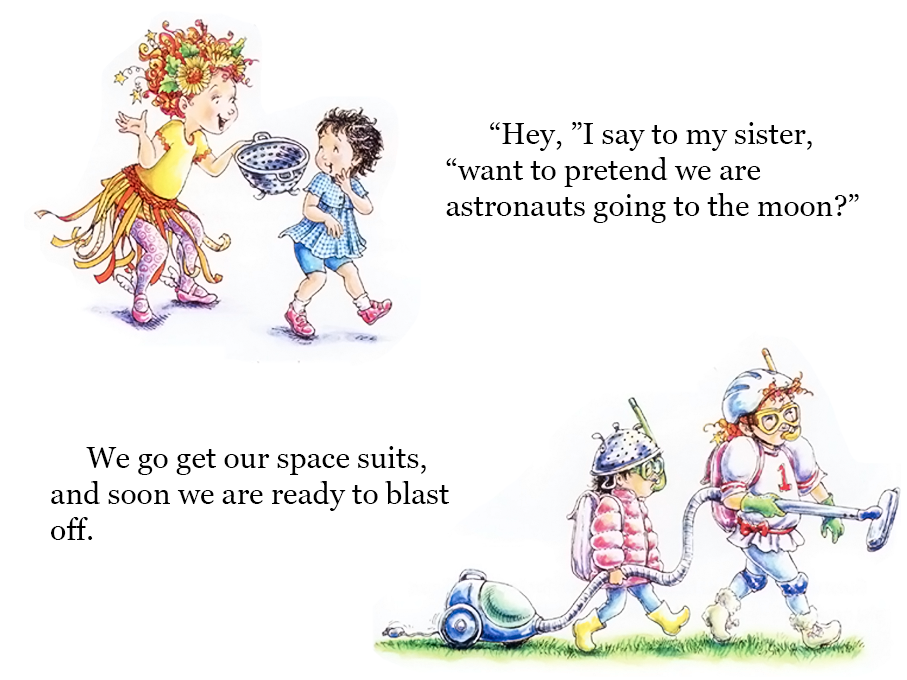 “Hey, ”I say to my sister,
“want to pretend we are
astronauts going to the moon?”
We go get our space suits,
and soon we are ready to blast
off.
1